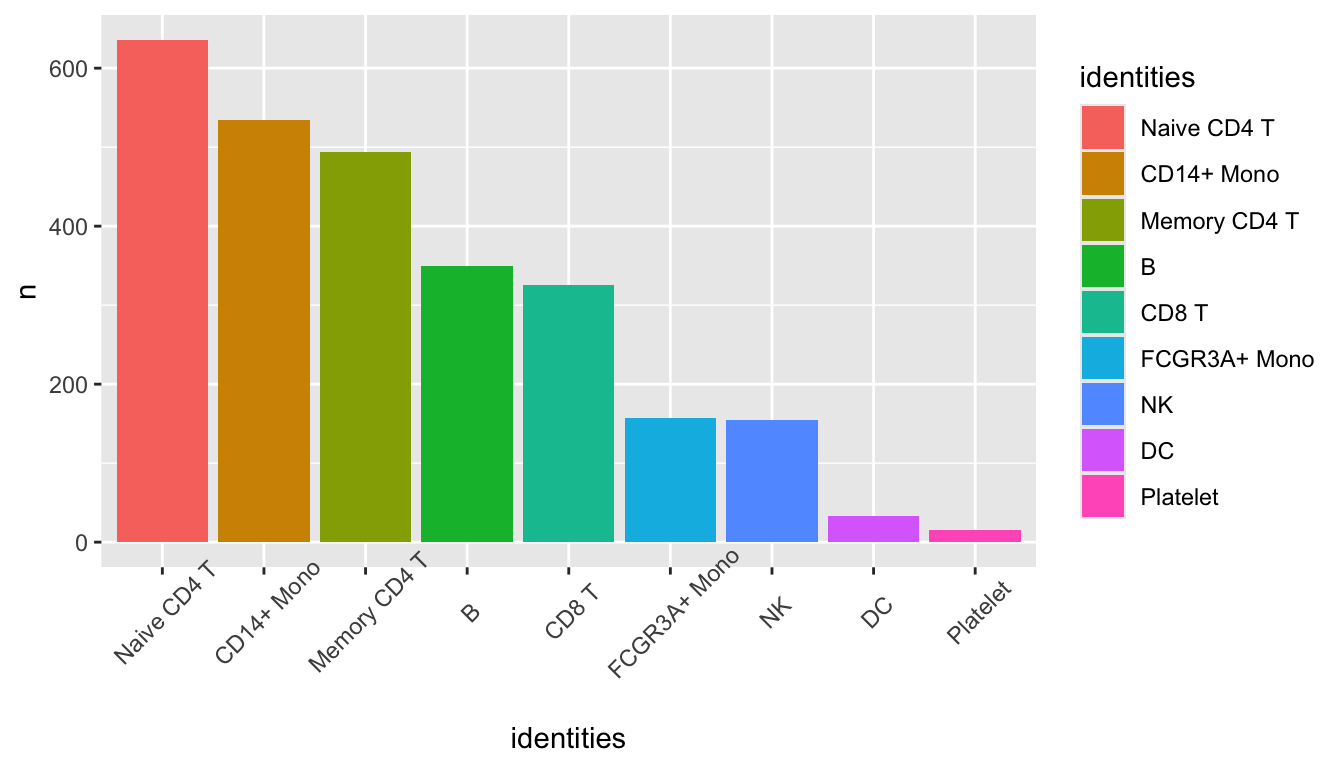 600
400
200
0
n
Naive CD4 T
CD14+ Mono
Memory CD4 T
B
CD8 T
FCGR3A+ Mono
NK
DC
Platelet
identities
identities
Naive CD4 T
CD14+ Mono
Memory CD4 T
B
CD8 T
FCGR3A+ Mono
NK
DC
Platelet